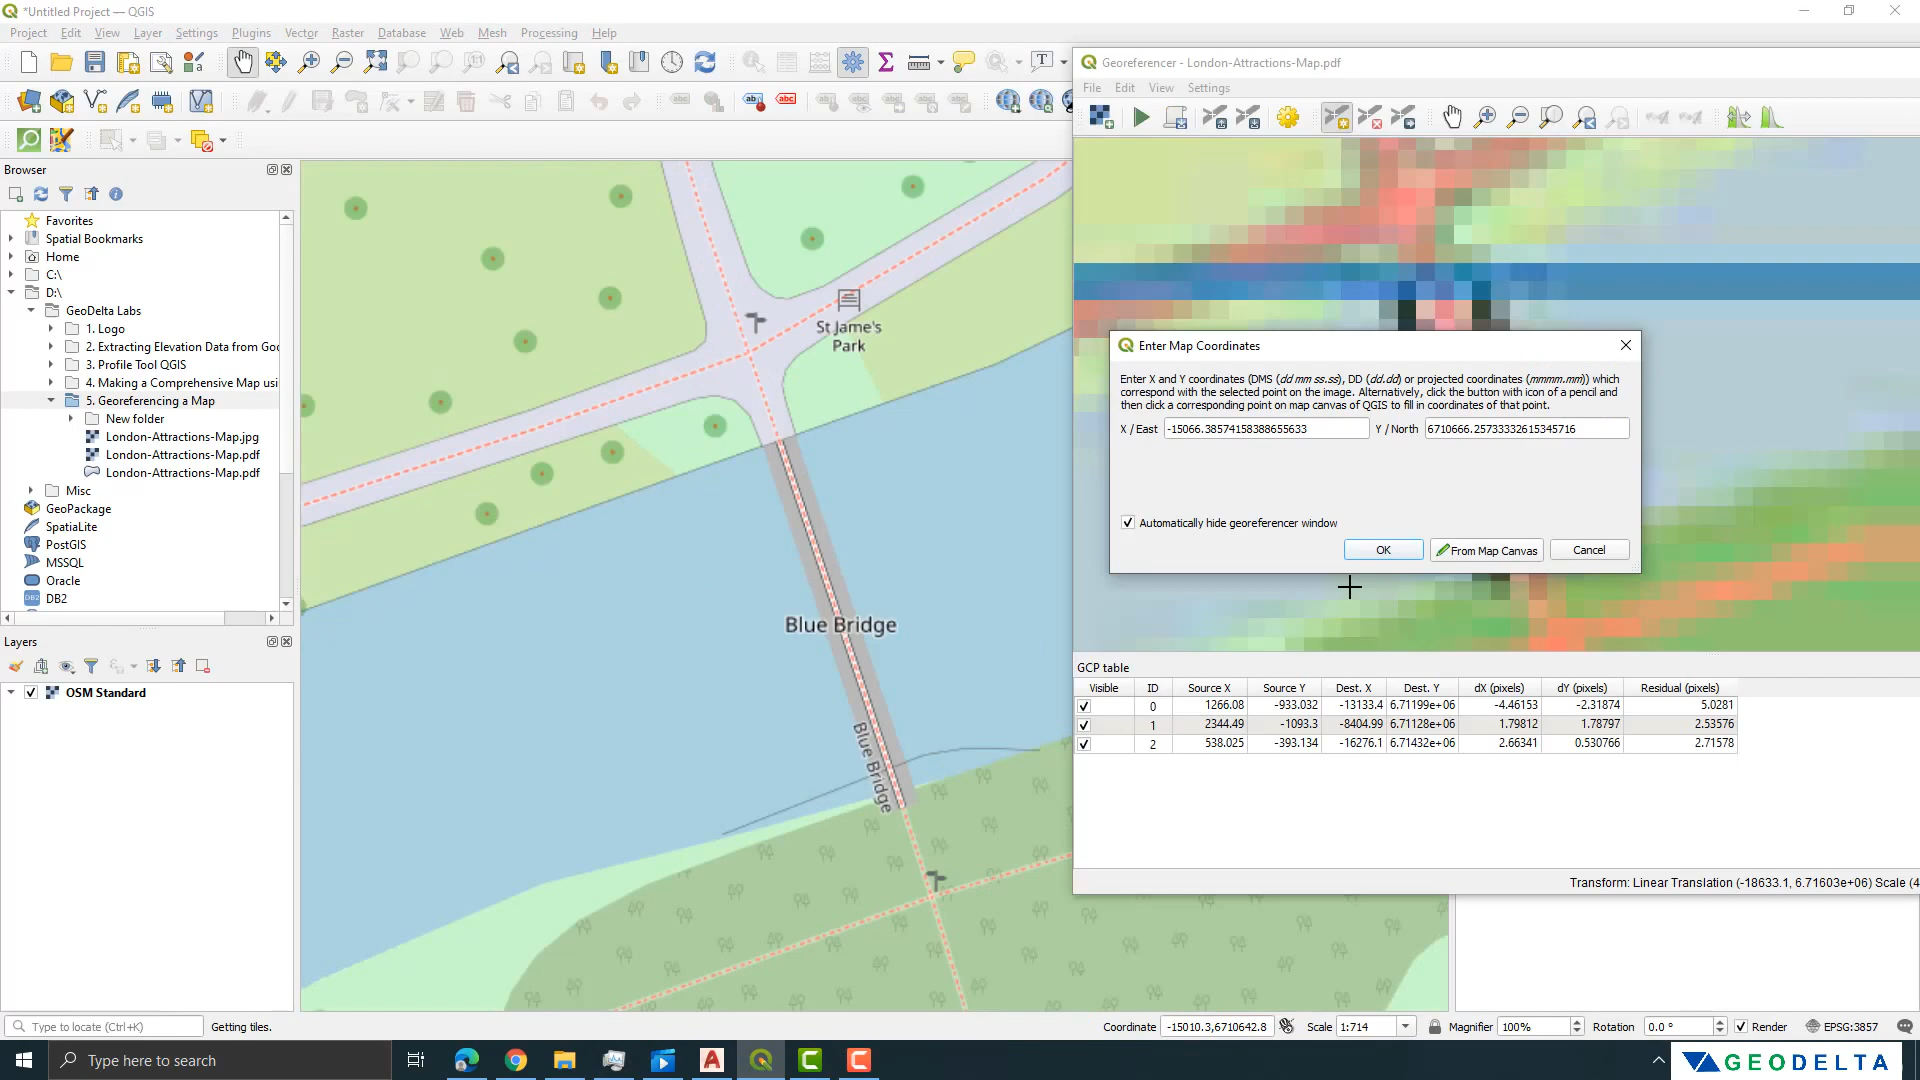 *Untitled Project — QGIS
Project Edit View Layer Settings Plugins Vector Raster Database Web Mesh Processing Help
Georeferencer - London-Attractions-Map.pdf
File Edit View Settings
Browser
Favorites
Spatial Bookmarks
Home
C:\
D:\
GeoDelta Labs
1. Logo
2. Extracting Elevation Data from Goo
3. Profile Tool QGIS
4. Making a Comprehensive Map usi
5. Georeferencing a Map
New folder
London-Attractions-Map.jpg
London-Attractions-Map.pdf
London-Attractions-Map.pdf
Misc
GeoPackage
SpatiaLite
PostGIS
MSSQL
Oracle
DB2
Layers
OSM Standard
St Jame's
Park
Blue Bridge
Blue Bridge
Enter Map Coordinates
Enter X and Y coordinates (DMS (dd mm ss.ss), DD (dd.dd) or projected coordinates (mmmm.mm)) which
correspond with the selected point on the image. Alternatively, click the button with icon of a pencil and
then click a corresponding point on map canvas of QGIS to fill in coordinates of that point.
X / East -15066.38574158388655633 Y / North 6710666.25733332615345716
Automatically hide georeferencer window
OK From Map Canvas Cancel
GCP table
Visible ID Source X Source Y Dest. X Dest. Y dX (pixels) dY (pixels) Residual (pixels)
0 1266.08 -933.032 -13133.4 6.71199e+06 -4.46153 -2.31874 5.0281
1 2344.49 -1093.3 -8404.99 6.71128e+06 1.79812 1.78797 2.53576
2 538.025 -393.134 -16276.1 6.71432e+06 2.66341 0.530766 2.71578
Transform: Linear Translation (-18633.1, 6.71603e+06) Scale (4
Type to locate (Ctrl+K) Getting tiles. Coordinate -15010.3,6710642.8 Scale 1:714 Magnifier 100% Rotation 0.0 ° Render EPSG:3857
Type here to search
GEODELTA